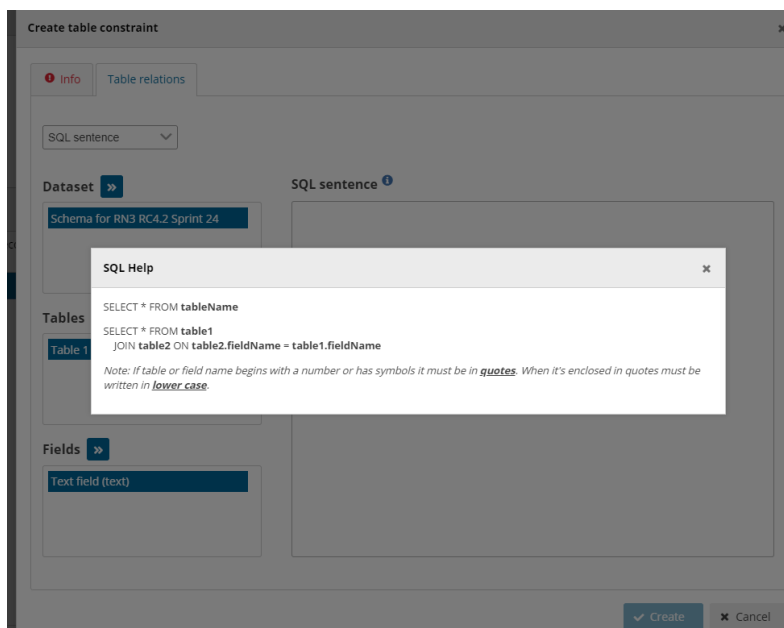 Create table constraint
Info
Table relations
SQL sentence
Dataset
SQL sentence
Schema for RN3 RC4.2 Sprint 24
SQL Help
SELECT * FROM tableName
SELECT * FROM table1
JOIN table2 ON table2.fieldName = table1.fieldName
Note: If table or field name begins with a number or has symbols it must be in quotes. When it's enclosed in quotes must be
written in lower case.
Tables
Table 1
Fields
Text field (text)
Create
Cancel